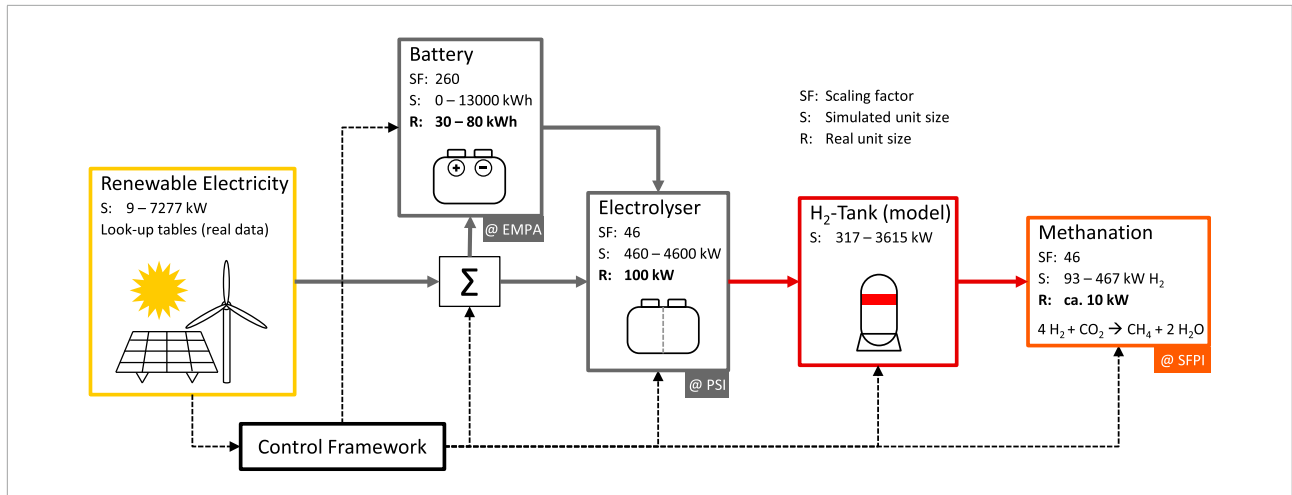 Battery
SF: 260
S: 0 – 13000 kWh
R: 30 – 80 kWh
@ EMPA
SF: Scaling factor
S: Simulated unit size
R: Real unit size
Renewable Electricity
S: 9 – 7277 kW
Look-up tables (real data)
Σ
Electrolyser
SF: 46
S: 460 – 4600 kW
R: 100 kW
@ PSI
H₂-Tank (model)
S: 317 – 3615 kW
Methanation
SF: 46
S: 93 – 467 kW H₂
R: ca. 10 kW
4 H₂ + CO₂ → CH₄ + 2 H₂O
@ SFPI
Control Framework